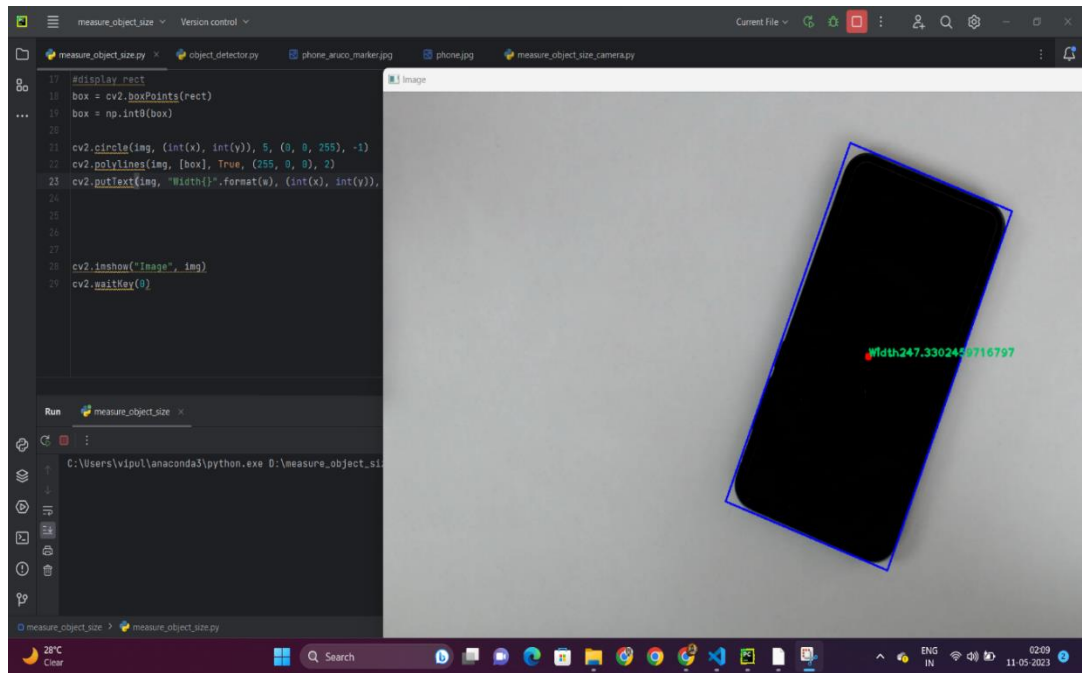 measure_object_size Version control Current File
measure_object_size.py object_detector.py phone_aruco_marker.jpg phone.jpg measure_object_size_camera.py
17 #display rect
18 box = cv2.boxPoints(rect)
19 box = np.int0(box)
20
21 cv2.circle(img, (int(x), int(y)), 5, (0, 0, 255), -1)
22 cv2.polylines(img, [box], True, (255, 0, 0), 2)
23 cv2.putText(img, "Width{}".format(w), (int(x), int(y)),
24
25
26
27
28 cv2.imshow("Image", img)
29 cv2.waitKey(0)
Image
Width247.3302459716797
Run measure_object_size
C:\Users\vipul\anaconda3\python.exe D:\measure_object_si
measure_object_size > measure_object_size.py
28°C
Clear
Search
ENG
IN
02:09
11-05-2023
2